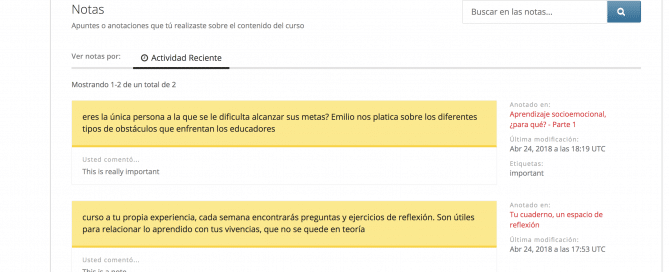 Notas
Apuntes o anotaciones que tú realizaste sobre el contenido del curso
Buscar en las notas...
Ver notas por:
Actividad Reciente
Mostrando 1-2 de un total de 2
eres la única persona a la que se le dificulta alcanzar sus metas? Emilio nos platica sobre los diferentes
tipos de obstáculos que enfrentan los educadores
Usted comentó...
This is really important
Anotado en:
Aprendizaje socioemocional,
¿para qué? - Parte 1
Última modificación:
Abr 24, 2018 a las 18:19 UTC
Etiquetas:
important
curso a tu propia experiencia, cada semana encontrarás preguntas y ejercicios de reflexión. Son útiles
para relacionar lo aprendido con tus vivencias, que no se quede en teoría
Usted comentó...
This is a note
Anotado en:
Tu cuaderno, un espacio de
reflexión
Última modificación:
Abr 24, 2018 a las 17:53 UTC